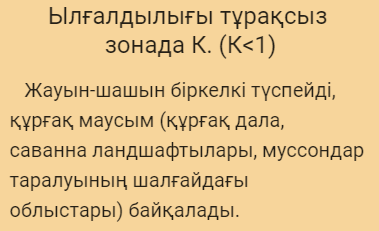 Ылғалдылығы тұрақсыз
зонада К. (К<1)
Жауын-шашын біркелкі түспейді,
құрғақ маусым (құрғақ дала,
саванна ландшафтылары, муссондар
таралуының шалғайдағы
облыстары) байқалады.